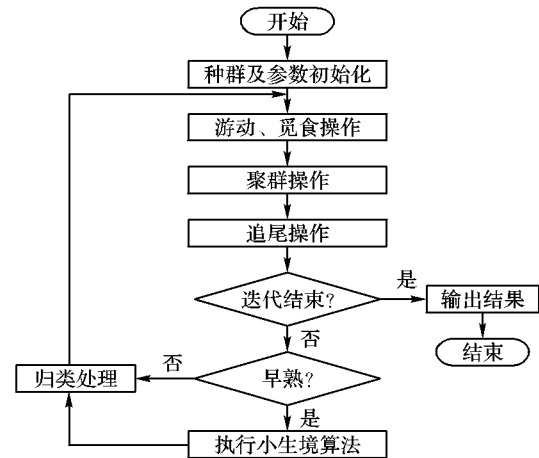 开始
种群及参数初始化
游动、觅食操作
聚群操作
追尾操作
迭代结束?
是
输出结果
结束
否
早熟?
否
归类处理
是
执行小生境算法